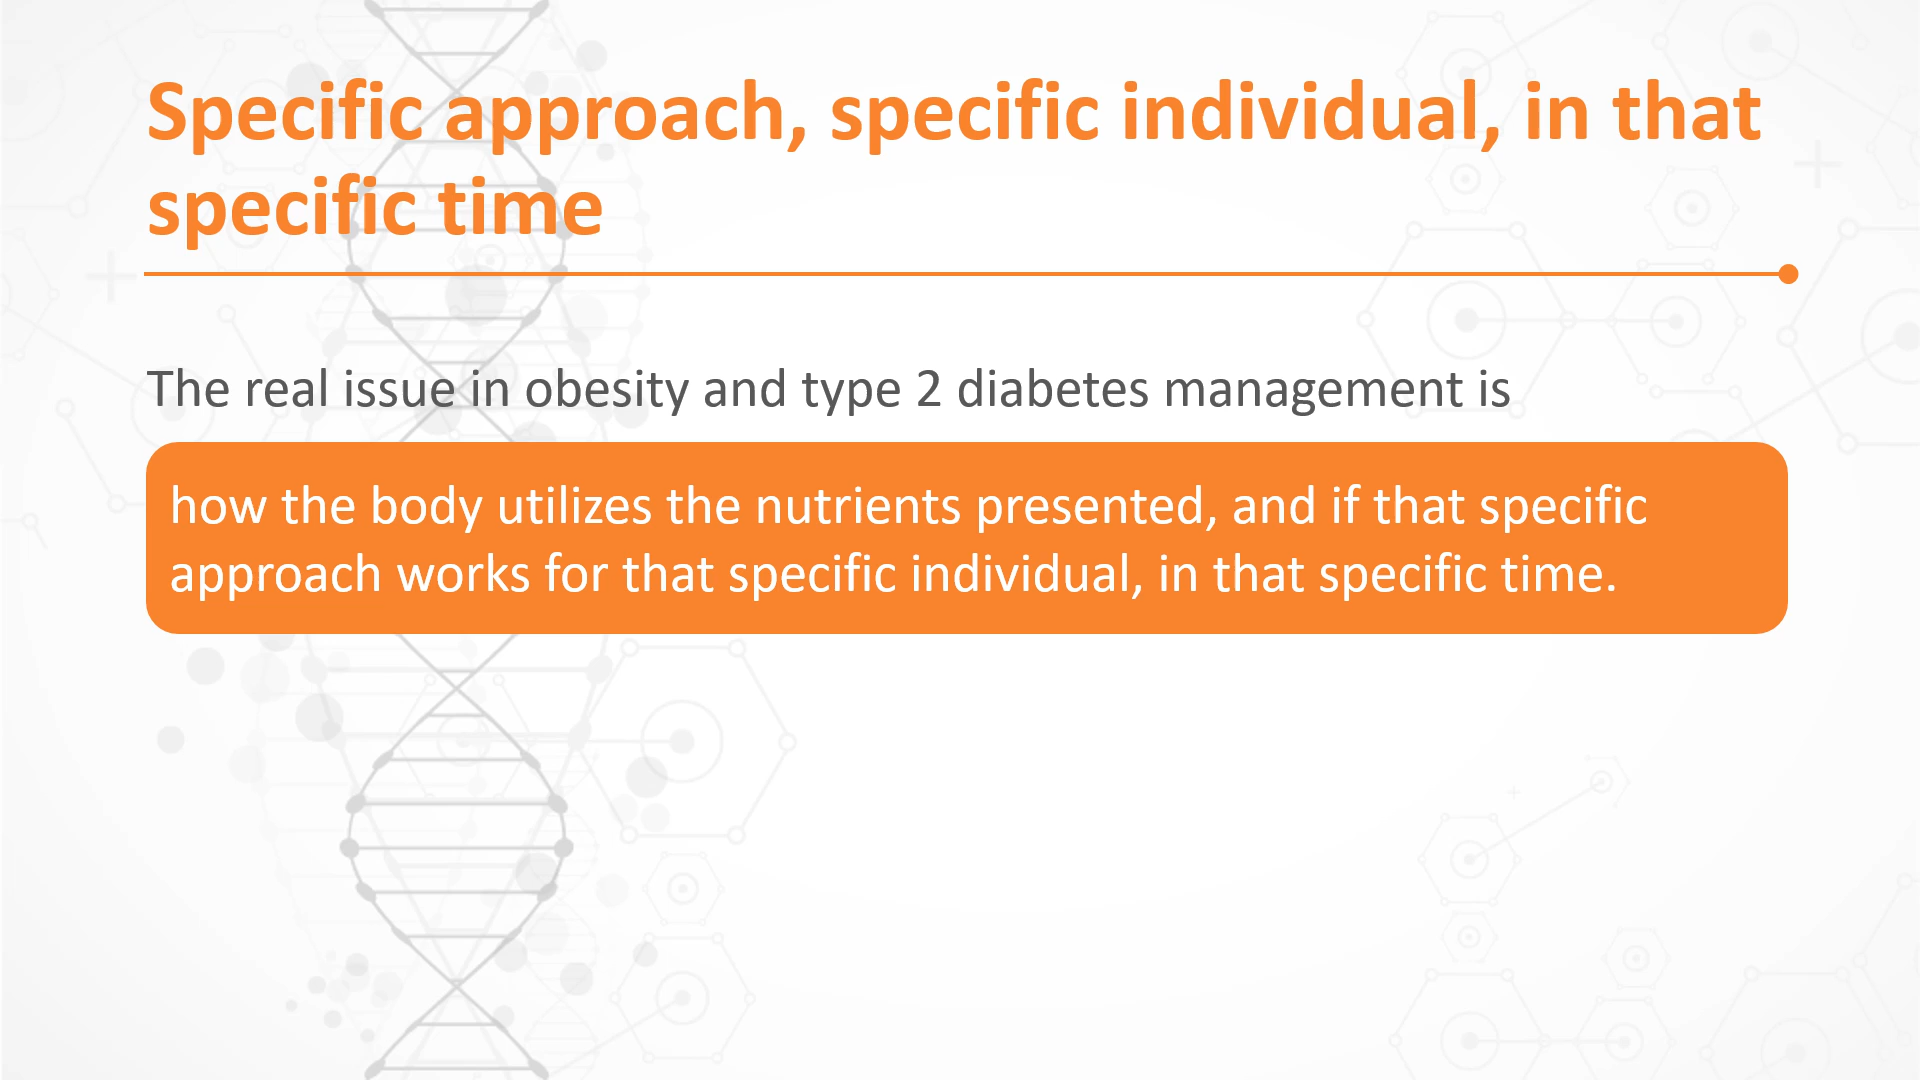 Specific approach, specific individual, in that
specific time
The real issue in obesity and type 2 diabetes management is
how the body utilizes the nutrients presented, and if that specific
approach works for that specific individual, in that specific time.